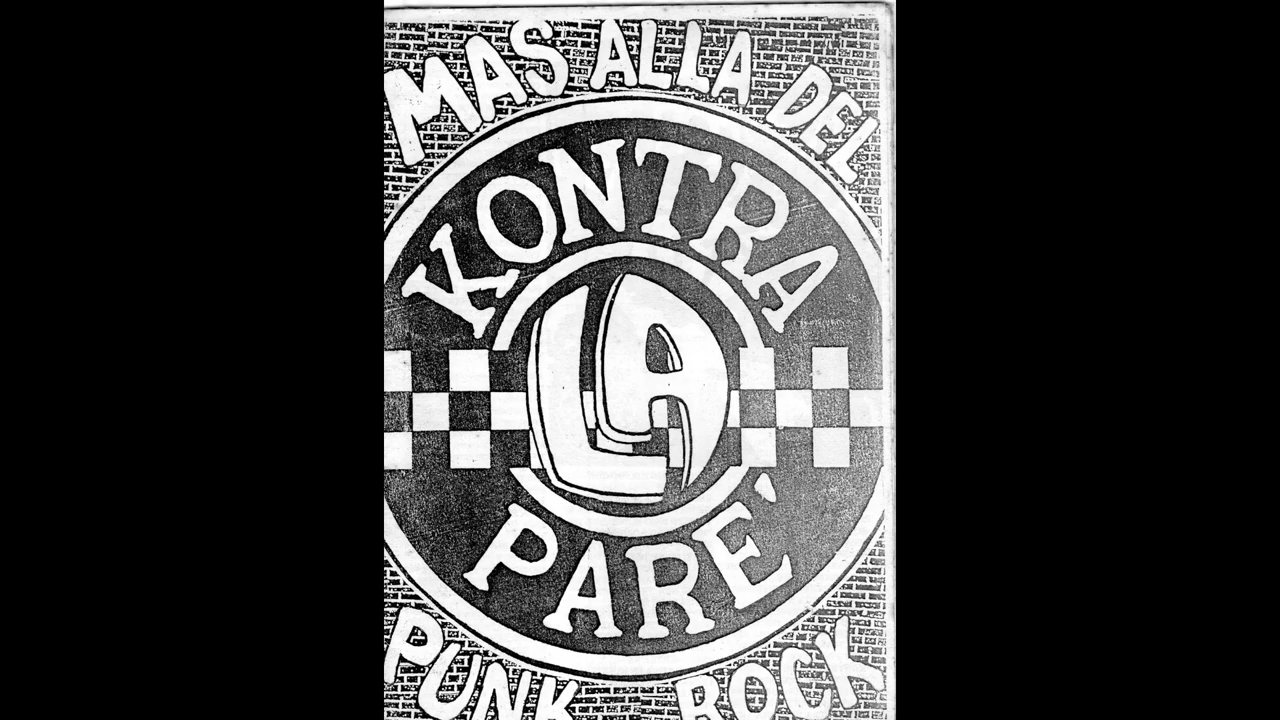 MAS ALLA DEL
KONTRA
LA
PARE´
PUNK ROCK